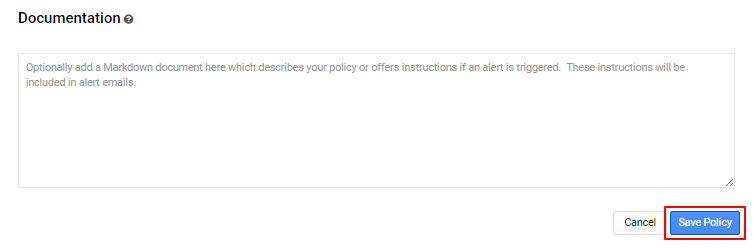 Documentation
Optionally add a Markdown document here which describes your policy or offers instructions if an alert is triggered.  These instructions will be
included in alert emails.
Cancel Save Policy